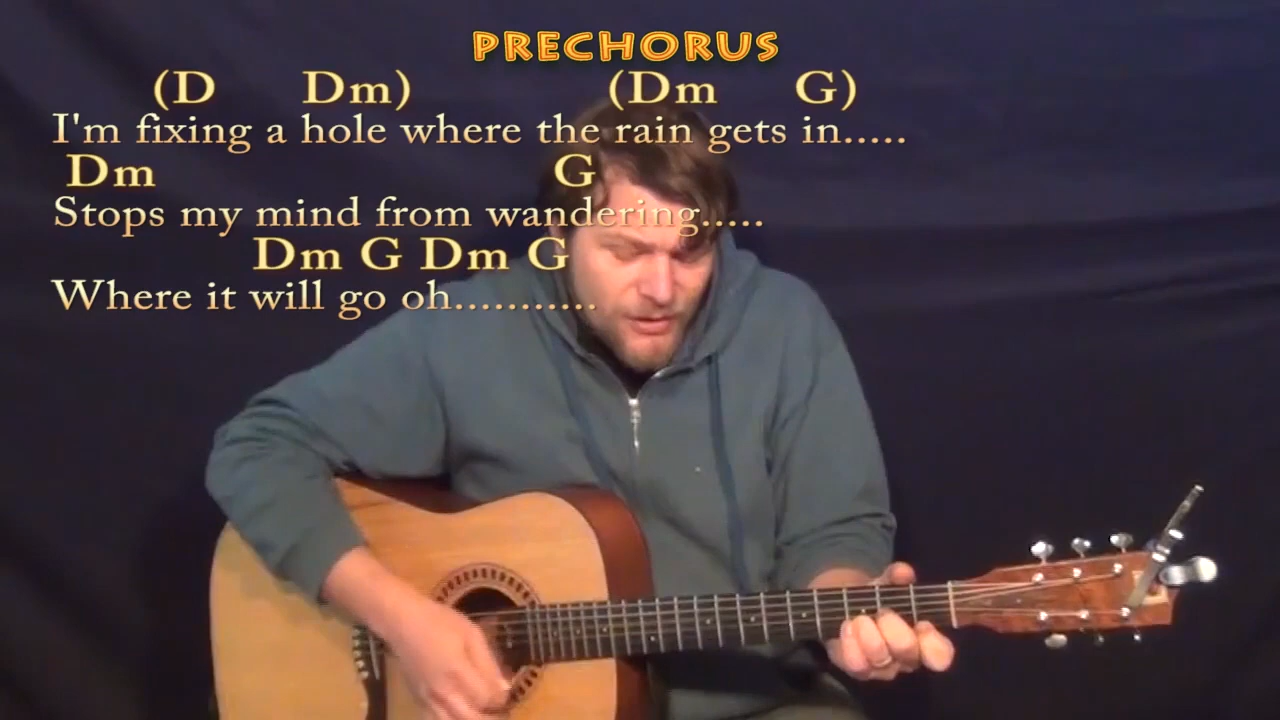 PRECHORUS
(D Dm) (Dm G)
I'm fixing a hole where the rain gets in.....
Dm G
Stops my mind from wandering.....
Dm G Dm G
Where it will go oh...........